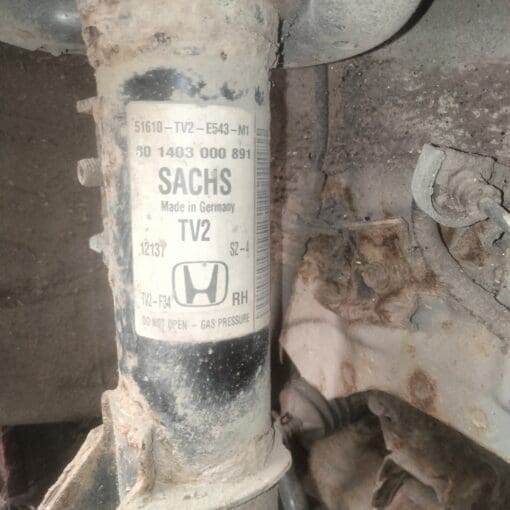 51610-TV2-E543-M1
80 1403 000 891
SACHS
Made in Germany
TV2
12137 SZ-4
TV2-F34 RH
DO NOT OPEN - GAS PRESSURE